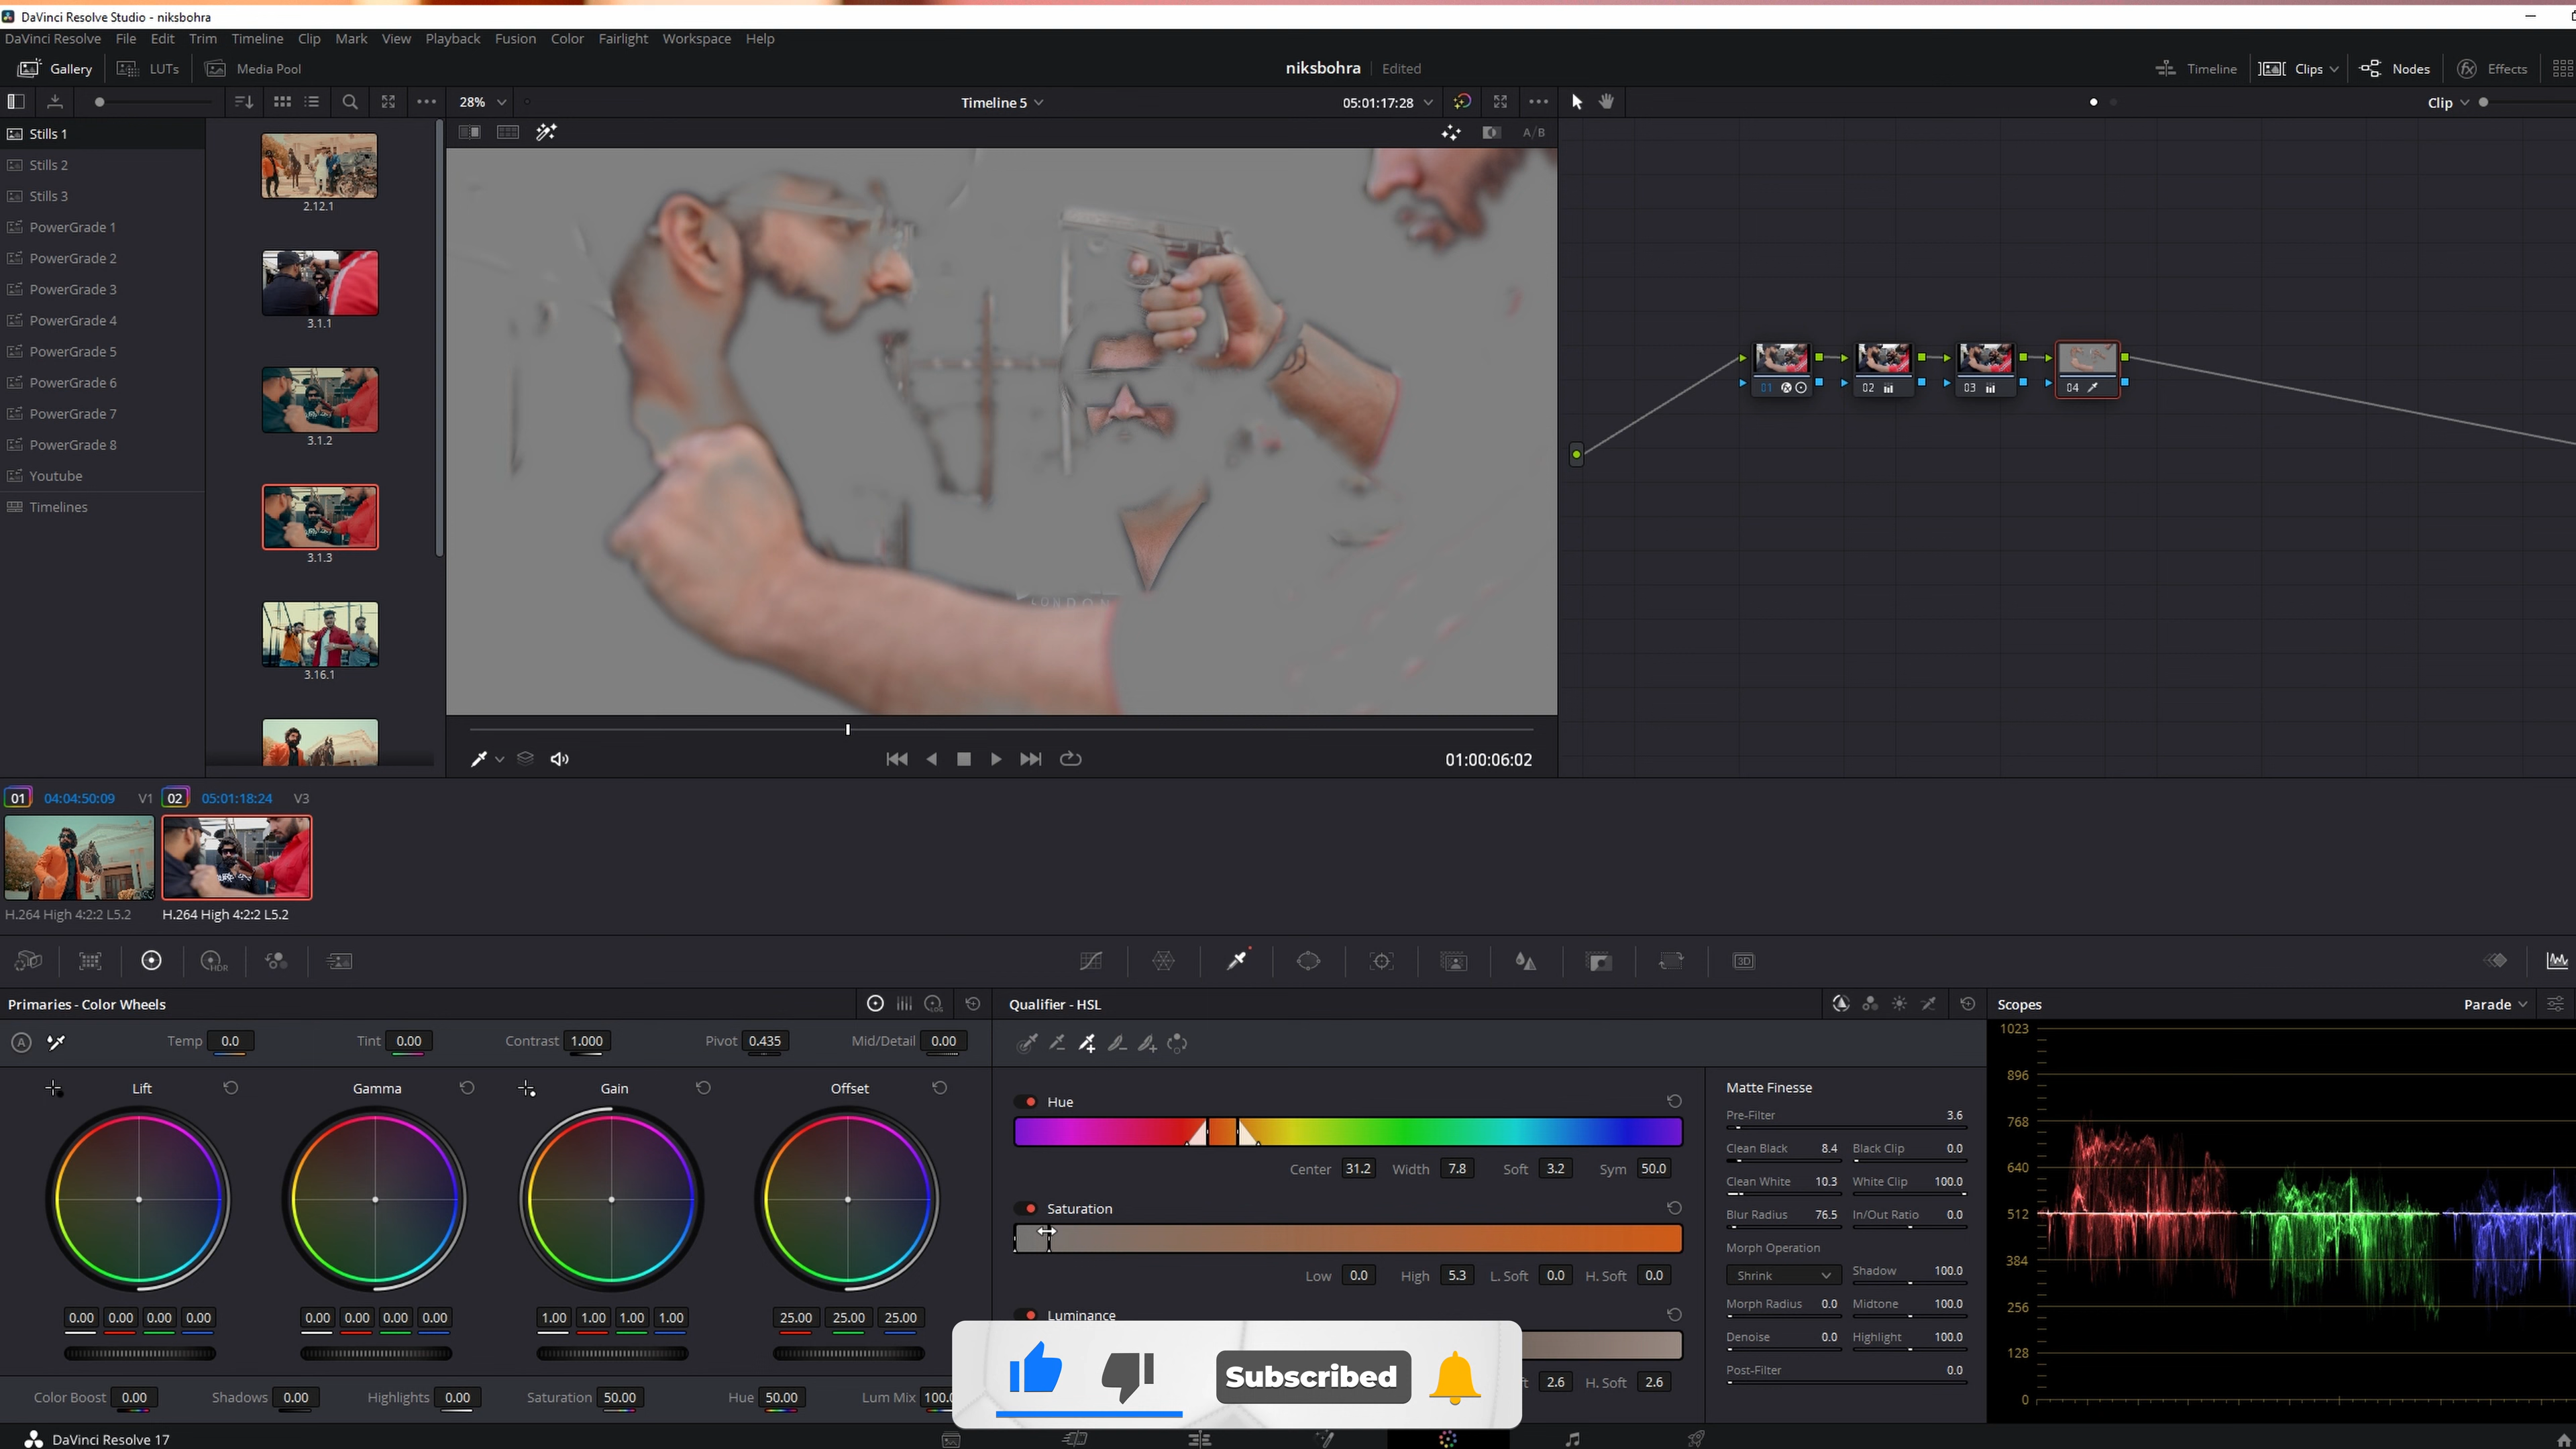 DaVinci Resolve Studio - niksbohra
DaVinci Resolve File Edit Trim Timeline Clip Mark View Playback Fusion Color Fairlight Workspace Help
Gallery LUTs Media Pool niksbohra Edited Timeline Clips Nodes Effects
28% Timeline 5 05:01:17:28 Clip
A/B
Stills 1
Stills 2
Stills 3
PowerGrade 1
PowerGrade 2
PowerGrade 3
PowerGrade 4
PowerGrade 5
PowerGrade 6
PowerGrade 7
PowerGrade 8
Youtube
Timelines
2.12.1
3.1.1
3.1.2
3.1.3
3.16.1
LONDON
01 02 03 04
01:00:06:02
01 04:04:50:09 V1 02 05:01:18:24 V3
H.264 High 4:2:2 L5.2 H.264 High 4:2:2 L5.2
HDR 3D
Primaries - Color Wheels
LOG
A Temp 0.0 Tint 0.00 Contrast 1.000 Pivot 0.435 Mid/Detail 0.00
Lift Gamma Gain Offset
0.00 0.00 0.00 0.00 0.00 0.00 0.00 0.00 1.00 1.00 1.00 1.00 25.00 25.00 25.00
Color Boost 0.00 Shadows 0.00 Highlights 0.00 Saturation 50.00 Hue 50.00 Lum Mix 100.0
Qualifier - HSL
Hue
Center 31.2 Width 7.8 Soft 3.2 Sym 50.0
Saturation
Low 0.0 High 5.3 L. Soft 0.0 H. Soft 0.0
Luminance
2.6 H. Soft 2.6
Subscribed
Matte Finesse
Pre-Filter 3.6
Clean Black 8.4 Black Clip 0.0
Clean White 10.3 White Clip 100.0
Blur Radius 76.5 In/Out Ratio 0.0
Morph Operation
Shrink Shadow 100.0
Morph Radius 0.0 Midtone 100.0
Denoise 0.0 Highlight 100.0
Post-Filter 0.0
Scopes Parade
1023
896
768
640
512
384
256
128
0
DaVinci Resolve 17